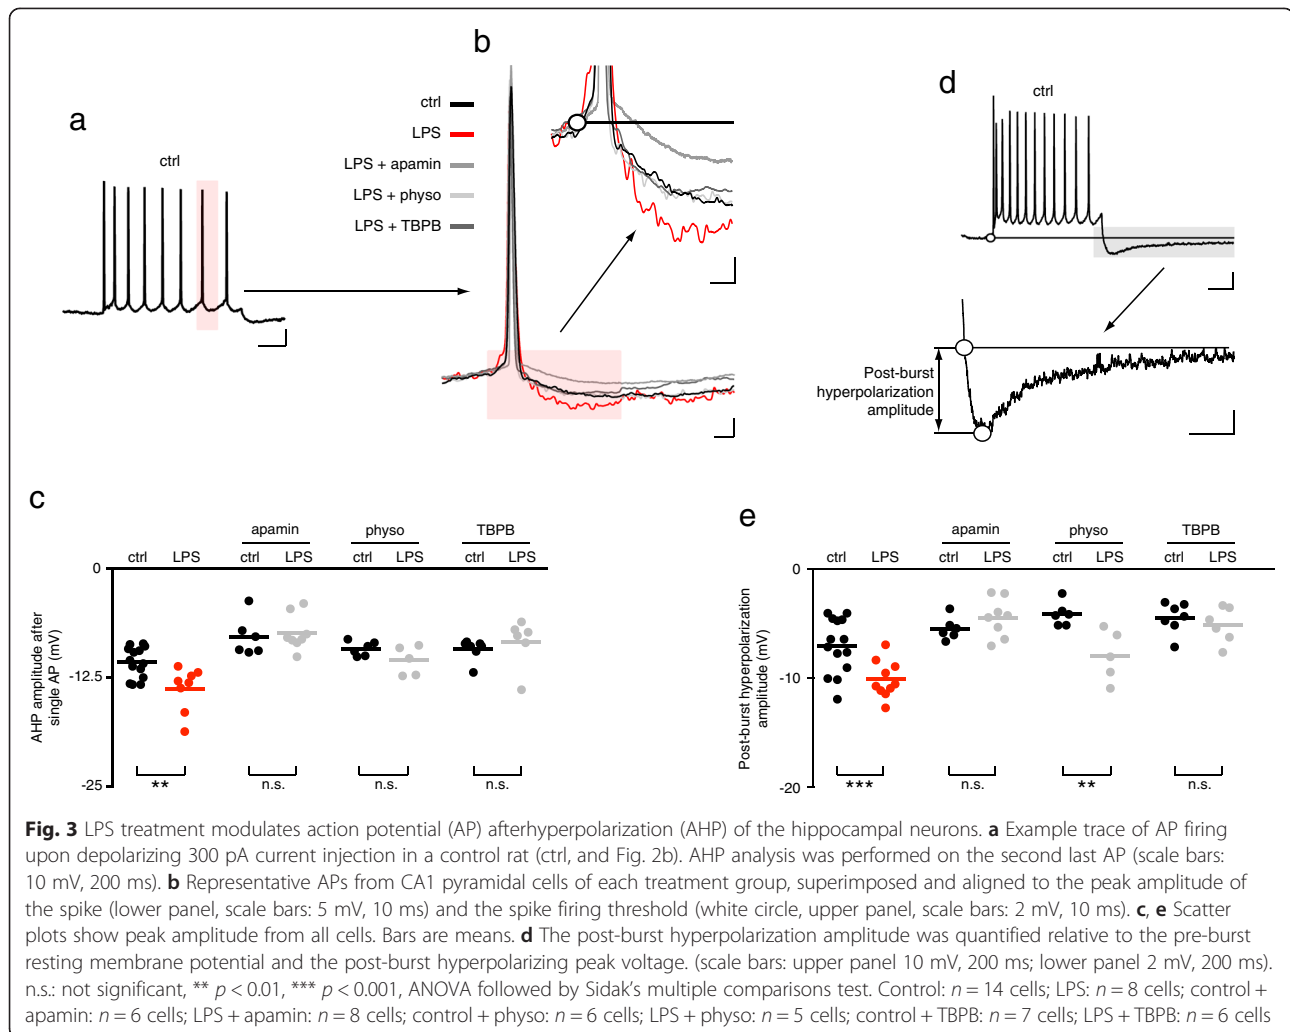 a
ctrl
b
ctrl
LPS
LPS + apamin
LPS + physo
LPS + TBPB
d
ctrl
Post-burst
hyperpolarization
amplitude
c
apamin physo TBPB
ctrl LPS ctrl LPS ctrl LPS ctrl LPS
0
-12.5
-25
AHP amplitude after
single AP (mV)
** n.s. n.s. n.s.
e
apamin physo TBPB
ctrl LPS ctrl LPS ctrl LPS ctrl LPS
0
-10
-20
Post-burst hyperpolarization
amplitude (mV)
*** n.s. ** n.s.
Fig. 3 LPS treatment modulates action potential (AP) afterhyperpolarization (AHP) of the hippocampal neurons. a Example trace of AP firing
upon depolarizing 300 pA current injection in a control rat (ctrl, and Fig. 2b). AHP analysis was performed on the second last AP (scale bars:
10 mV, 200 ms). b Representative APs from CA1 pyramidal cells of each treatment group, superimposed and aligned to the peak amplitude of
the spike (lower panel, scale bars: 5 mV, 10 ms) and the spike firing threshold (white circle, upper panel, scale bars: 2 mV, 10 ms). c, e Scatter
plots show peak amplitude from all cells. Bars are means. d The post-burst hyperpolarization amplitude was quantified relative to the pre-burst
resting membrane potential and the post-burst hyperpolarizing peak voltage. (scale bars: upper panel 10 mV, 200 ms; lower panel 2 mV, 200 ms).
n.s.: not significant, ** p < 0.01, *** p < 0.001, ANOVA followed by Sidak's multiple comparisons test. Control: n = 14 cells; LPS: n = 8 cells; control +
apamin: n = 6 cells; LPS + apamin: n = 8 cells; control + physo: n = 6 cells; LPS + physo: n = 5 cells; control + TBPB: n = 7 cells; LPS + TBPB: n = 6 cells